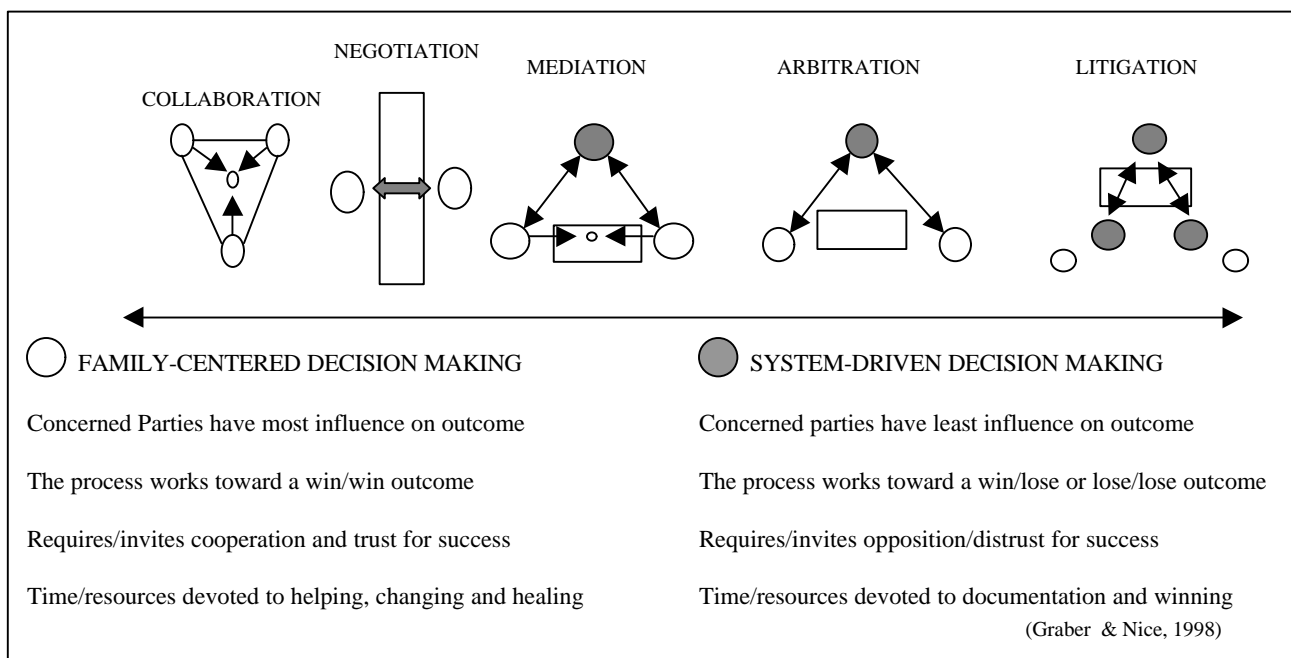 NEGOTIATION
MEDIATION
ARBITRATION
LITIGATION
COLLABORATION
FAMILY-CENTERED DECISION MAKING
Concerned Parties have most influence on outcome
The process works toward a win/win outcome
Requires/invites cooperation and trust for success
Time/resources devoted to helping, changing and healing
SYSTEM-DRIVEN DECISION MAKING
Concerned parties have least influence on outcome
The process works toward a win/lose or lose/lose outcome
Requires/invites opposition/distrust for success
Time/resources devoted to documentation and winning
(Graber & Nice, 1998)